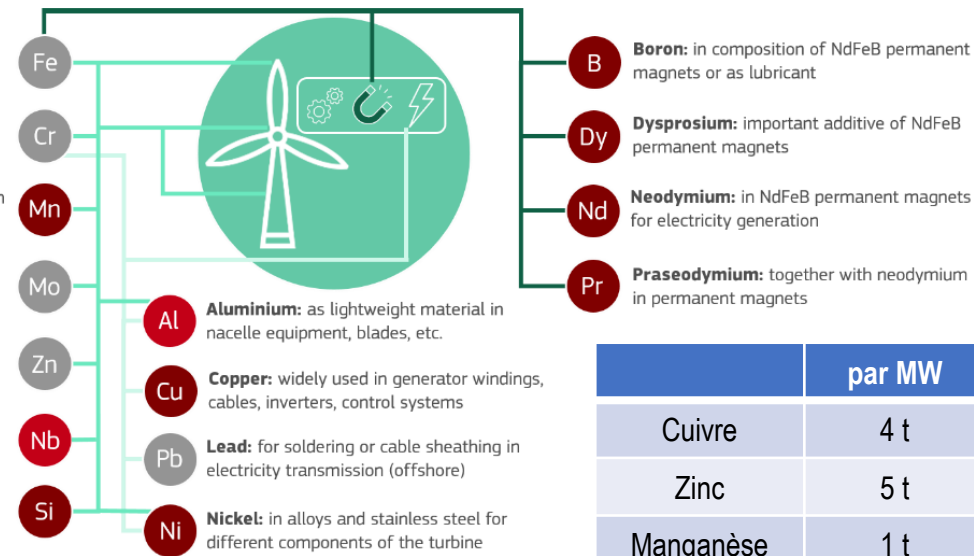 Fe
Cr
n
Mn
Mo
Zn
Nb
Si
Al
Aluminium: as lightweight material in
nacelle equipment, blades, etc.
Cu
Copper: widely used in generator windings,
cables, inverters, control systems
Pb
Lead: for soldering or cable sheathing in
electricity transmission (offshore)
Ni
Nickel: in alloys and stainless steel for
different components of the turbine
B
Boron: in composition of NdFeB permanent
magnets or as lubricant
Dy
Dysprosium: important additive of NdFeB
permanent magnets
Nd
Neodymium: in NdFeB permanent magnets
for electricity generation
Pr
Praseodymium: together with neodymium
in permanent magnets
par MW
Cuivre 4 t
Zinc 5 t
Manganèse 1 t